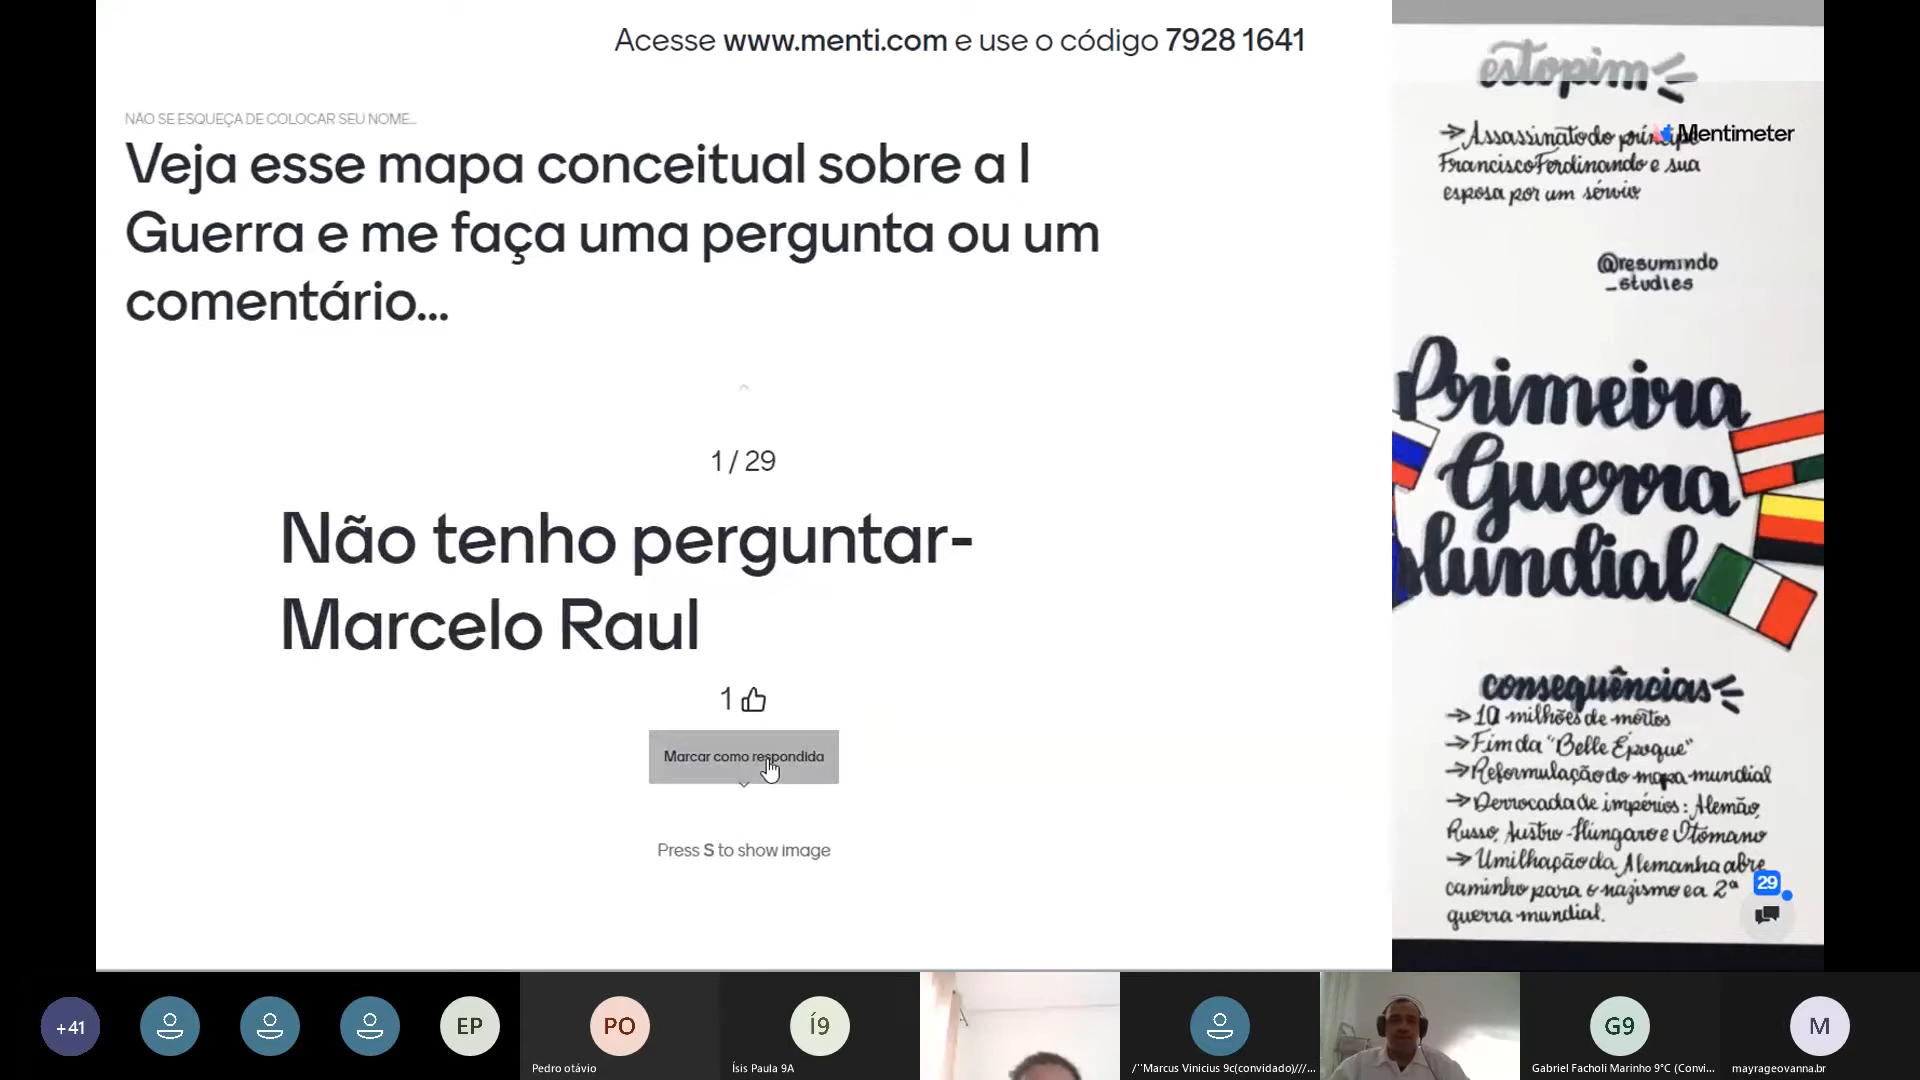 Acesse www.menti.com e use o código 7928 1641
NÃO SE ESQUEÇA DE COLOCAR SEU NOME...
Veja esse mapa conceitual sobre a I
Guerra e me faça uma pergunta ou um
comentário...
1 / 29
Não tenho perguntar-
Marcelo Raul
1
Marcar como respondida
Press S to show image
estopim
→Assassinato do príncipe
Francisco Ferdinando e sua
esposa por um sérvio.
Mentimeter
@resumindo
_studies
Primeira
Guerra
Mundial
consequências
→10 milhões de mortos
→Fim da "Belle Époque"
→Reformulação do mapa-mundial
→Derrocada de impérios: Alemão,
Russo, Austro-Húngaro e Otomano
→Umilhação da Alemanha abre
caminho para o nazismo e a 2ª
guerra mundial.
29
+41
EP
PO
Pedro otávio
Í9
Ísis Paula 9A
/"Marcus Vinicius 9c(convidado)///...
G9
Gabriel Facholi Marinho 9°C (Convi...
M
mayrageovanna.br